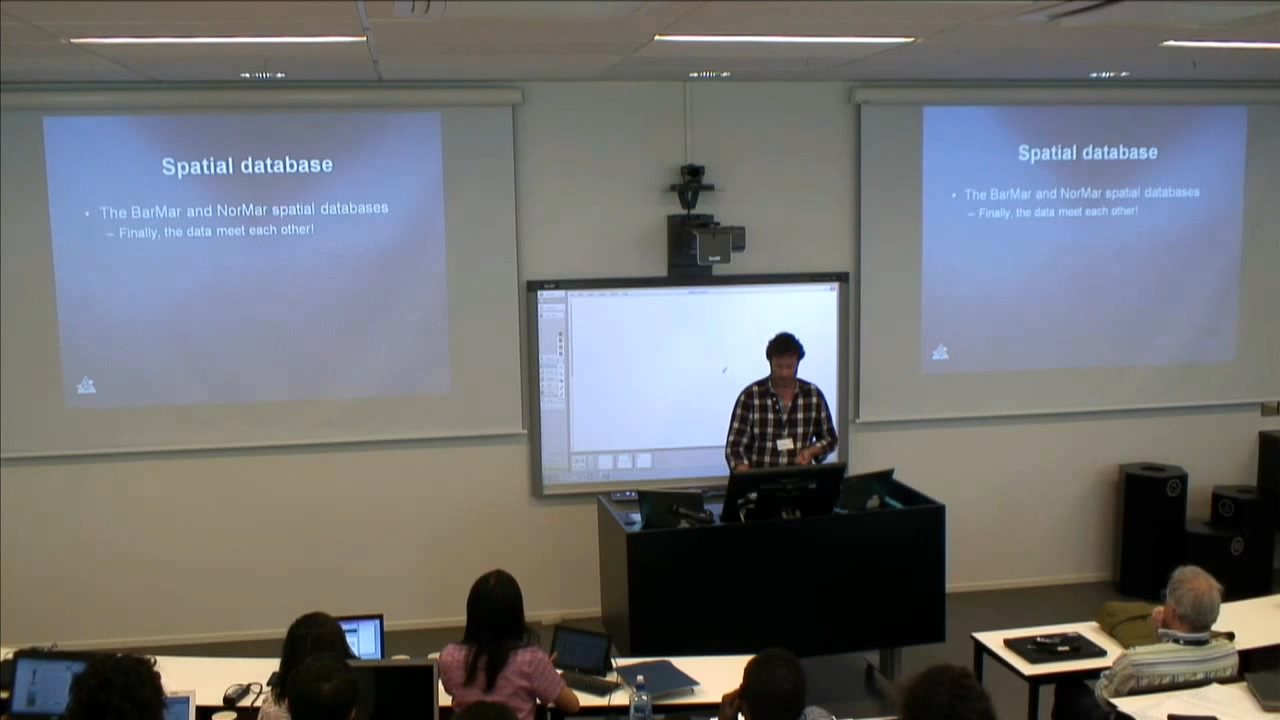 Spatial database
• The BarMar and NorMar spatial databases
– Finally, the data meet each other!
Spatial database
• The BarMar and NorMar spatial databases
– Finally, the data meet each other!